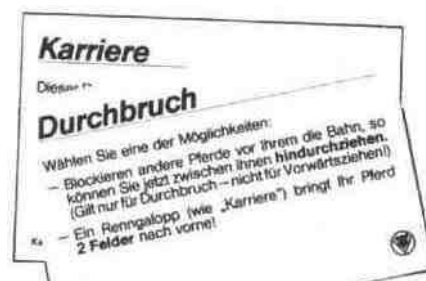 Karriere
Durchbruch
Wählen Sie eine der Möglichkeiten:
– Blockieren andere Pferde vor Ihrem die Bahn, so
können Sie jetzt zwischen ihnen hindurchziehen.
(Gilt nur für Durchbruch – nicht für Vorwärtsziehen!)
– Ein Renngalopp (wie „Karriere“) bringt Ihr Pferd
2 Felder nach vorne!